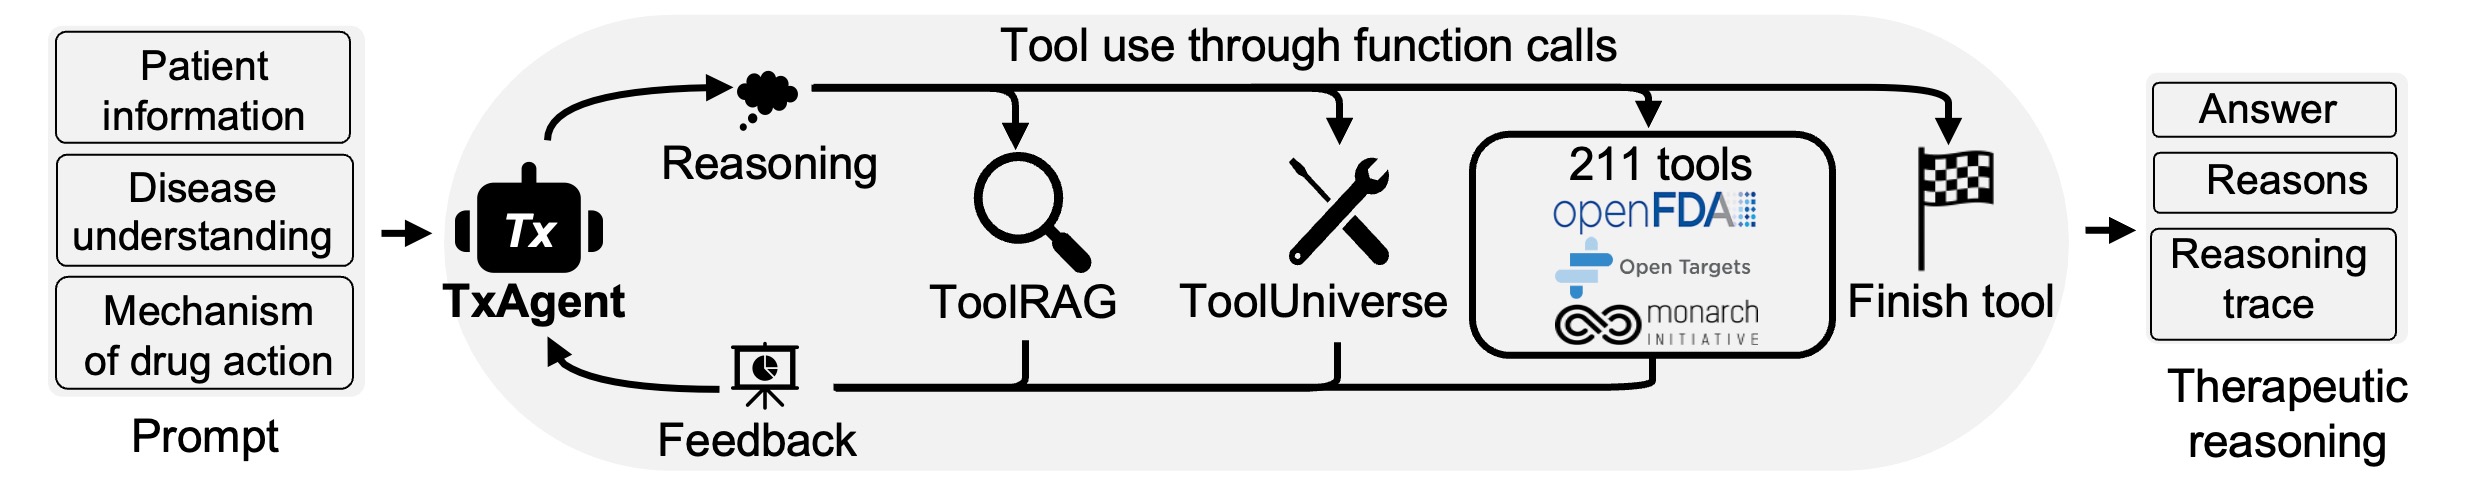 Patient
information
Disease
understanding
Mechanism
of drug action
Prompt
Tx
TxAgent
Tool use through function calls
Reasoning
ToolRAG
ToolUniverse
211 tools
openFDA
Open Targets
monarch
INITIATIVE
Finish tool
Feedback
Answer
Reasons
Reasoning
trace
Therapeutic
reasoning